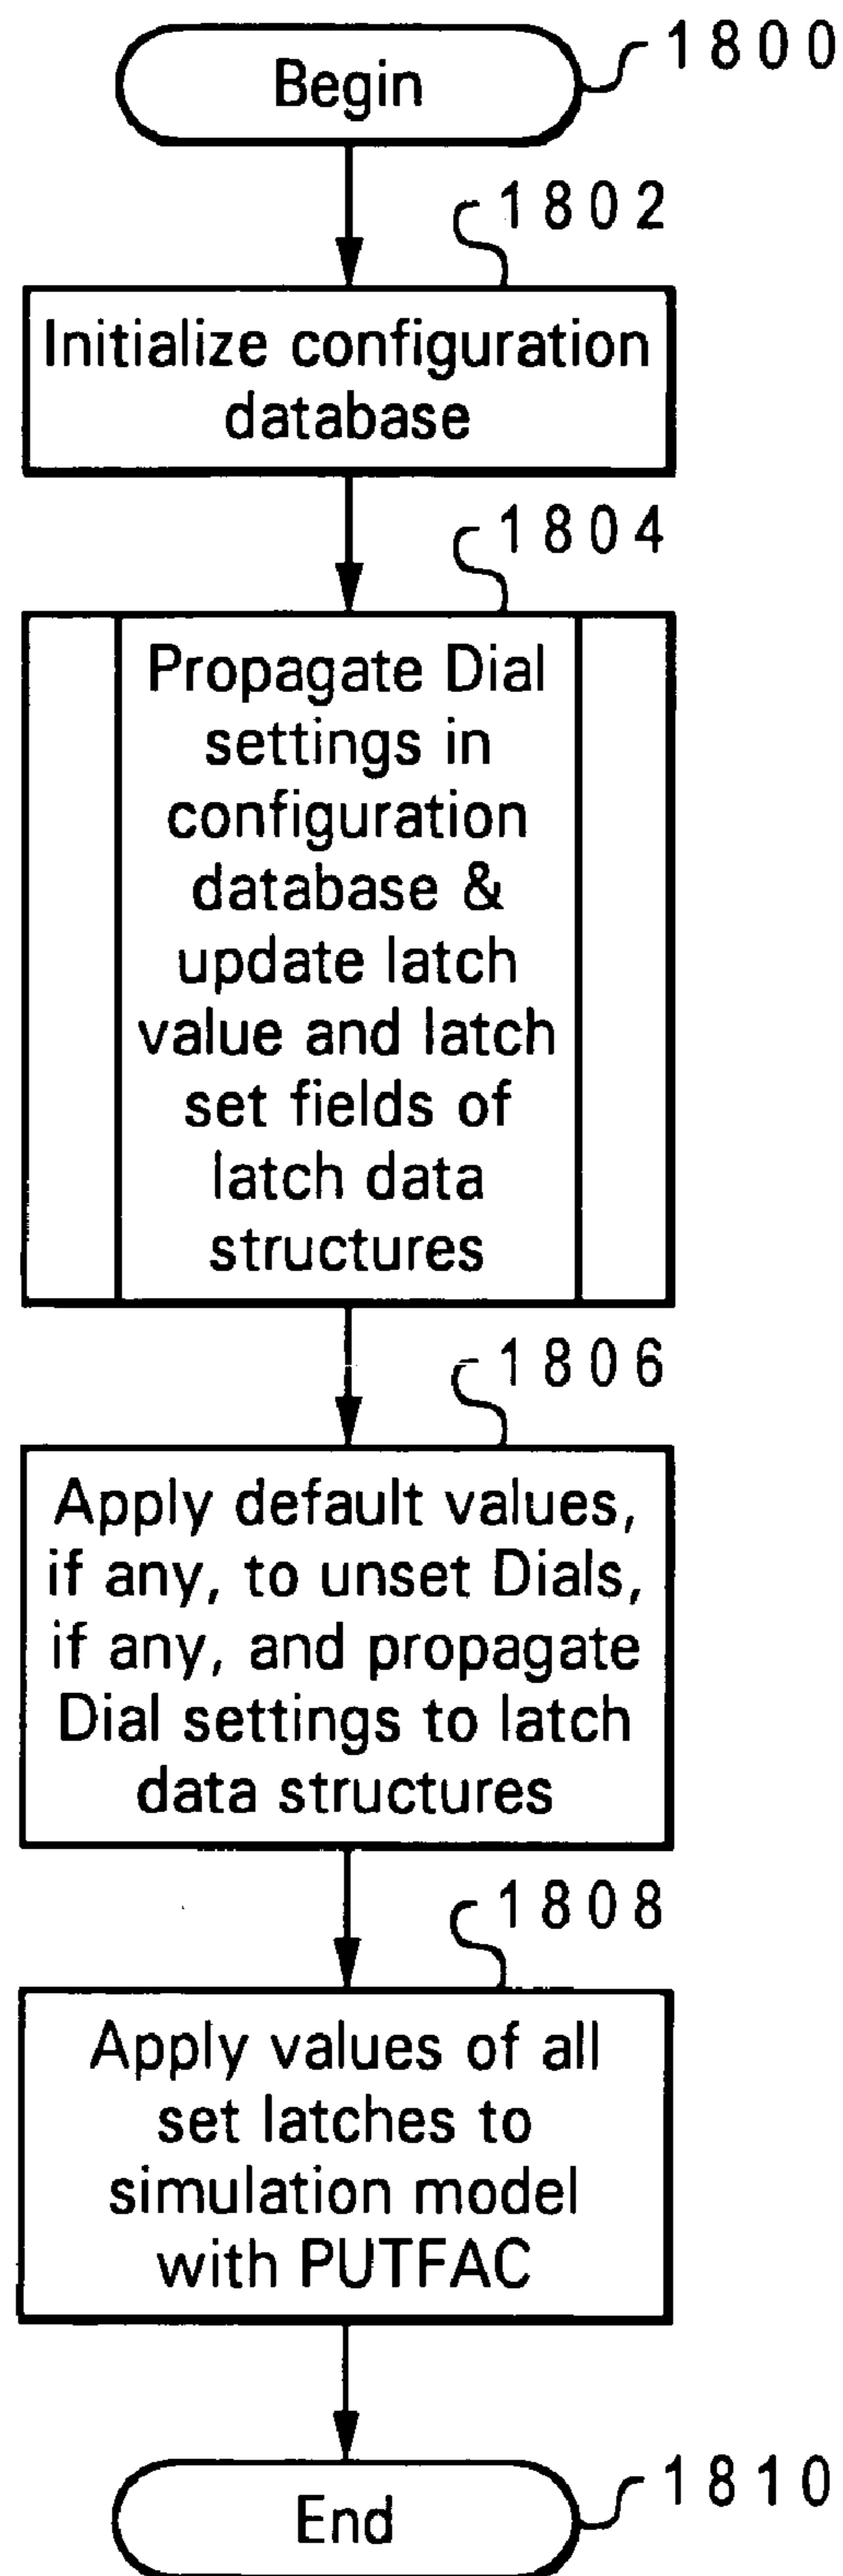 Begin
1800
1802
Initialize configuration
database
1804
Propagate Dial
settings in
configuration
database &
update latch
value and latch
set fields of
latch data
structures
1806
Apply default values,
if any, to unset Dials,
if any, and propagate
Dial settings to latch
data structures
1808
Apply values of all
set latches to
simulation model
with PUTFAC
End
1810